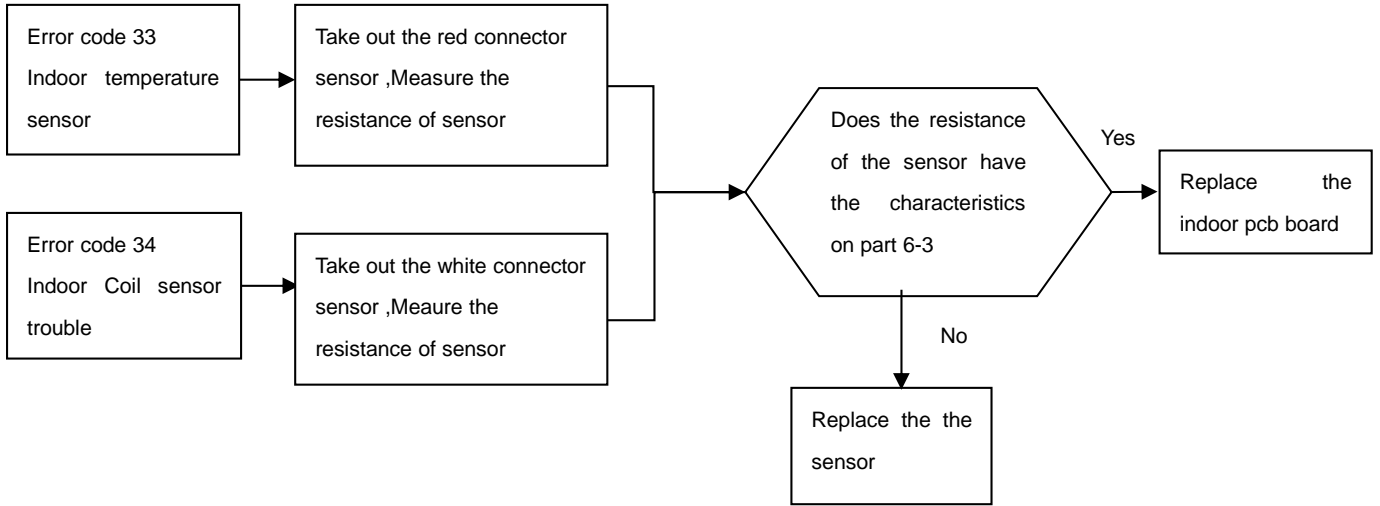 Error code 33
Indoor temperature
sensor
Take out the red connector
sensor ,Measure the
resistance of sensor
Error code 34
Indoor Coil sensor
trouble
Take out the white connector
sensor ,Meaure the
resistance of sensor
Does the resistance
of the sensor have
the characteristics
on part 6-3
Yes
Replace the
indoor pcb board
No
Replace the the
sensor